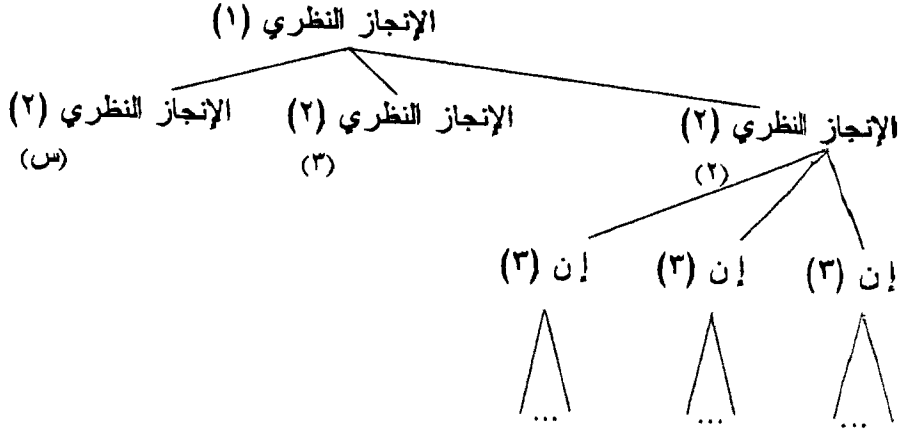 الإنجاز النظري (١)
الإنجاز النظري (٢) الإنجاز النظري (٢) الإنجاز النظري (٢)
(٢) (٣) (س)
إ ن (٣) إ ن (٣) إ ن (٣)
... ... ...